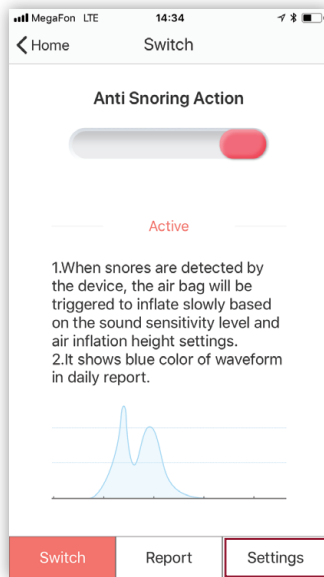 MegaFon LTE 14:34
Home Switch
Anti Snoring Action
Active
1.When snores are detected by
the device, the air bag will be
triggered to inflate slowly based
on the sound sensitivity level and
air inflation height settings.
2.It shows blue color of waveform
in daily report.
Switch Report Settings